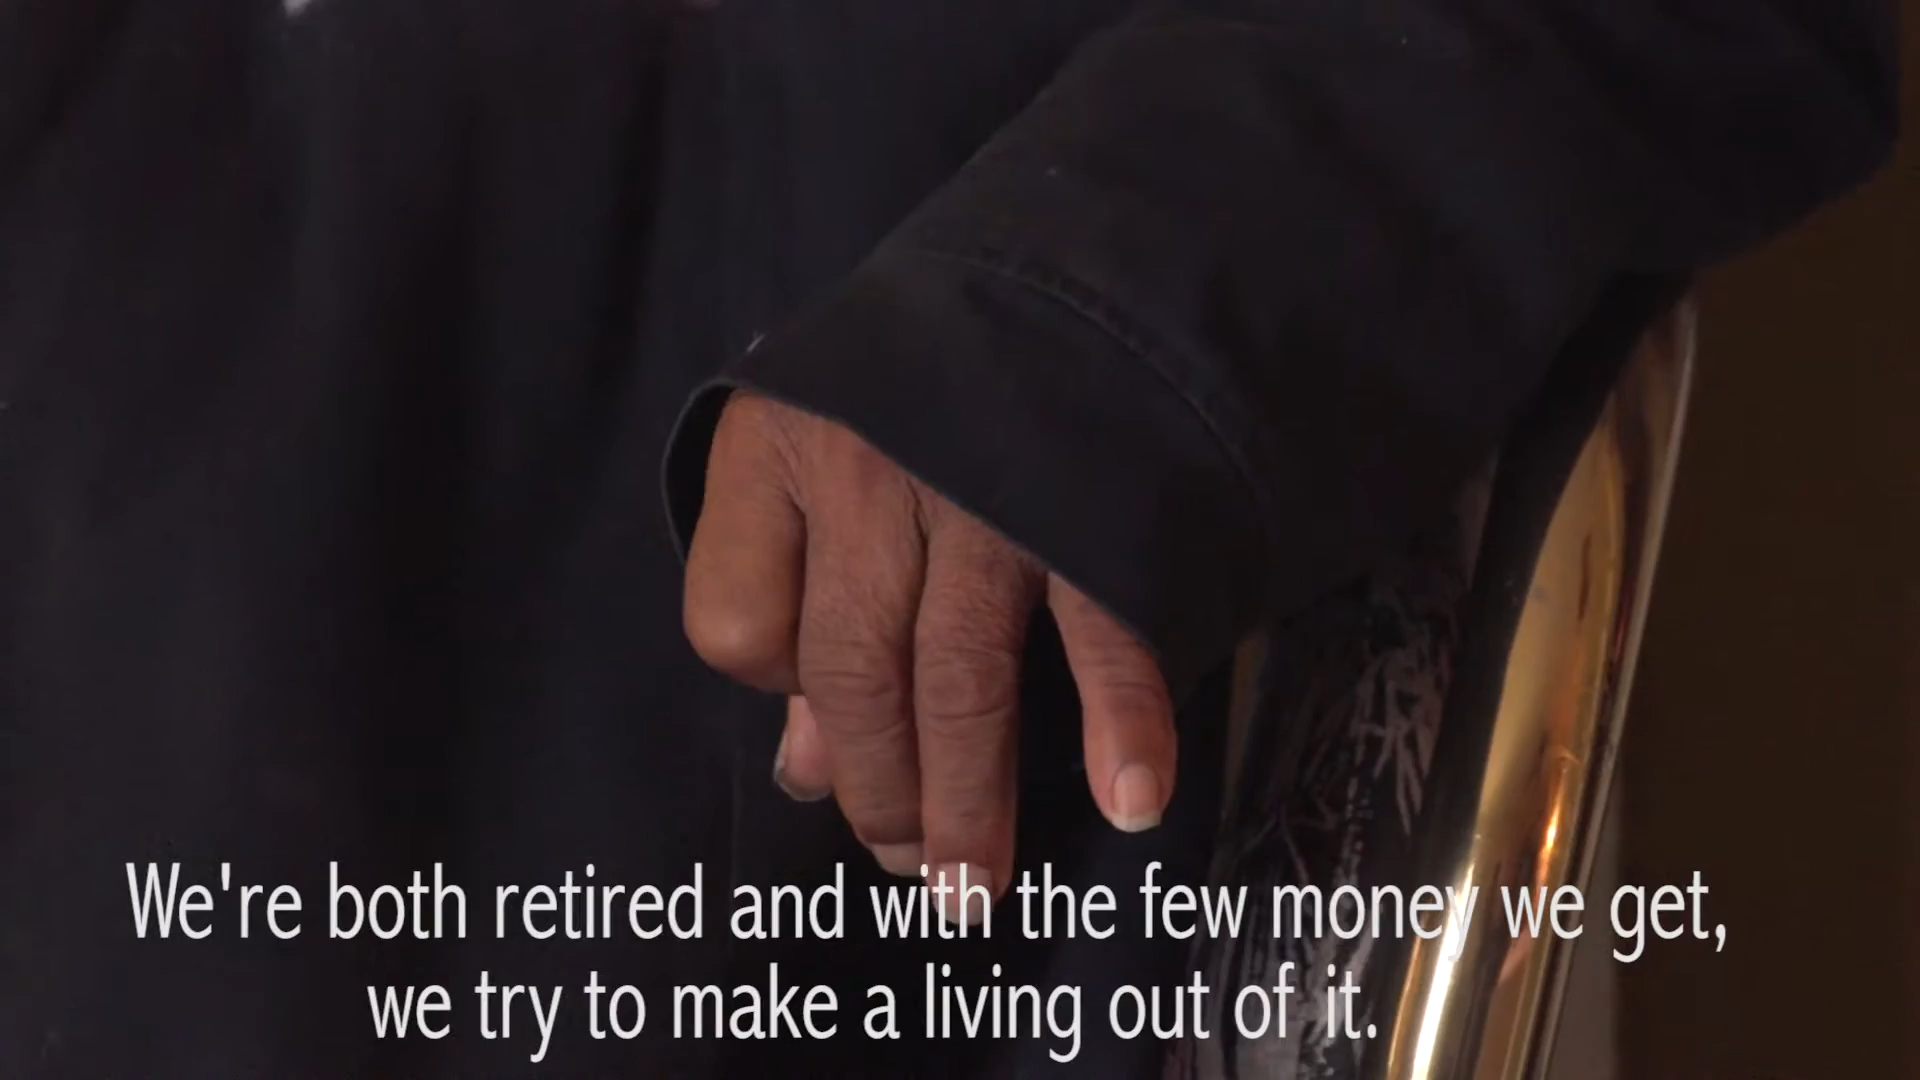 We're both retired and with the few money we get,
we try to make a living out of it.